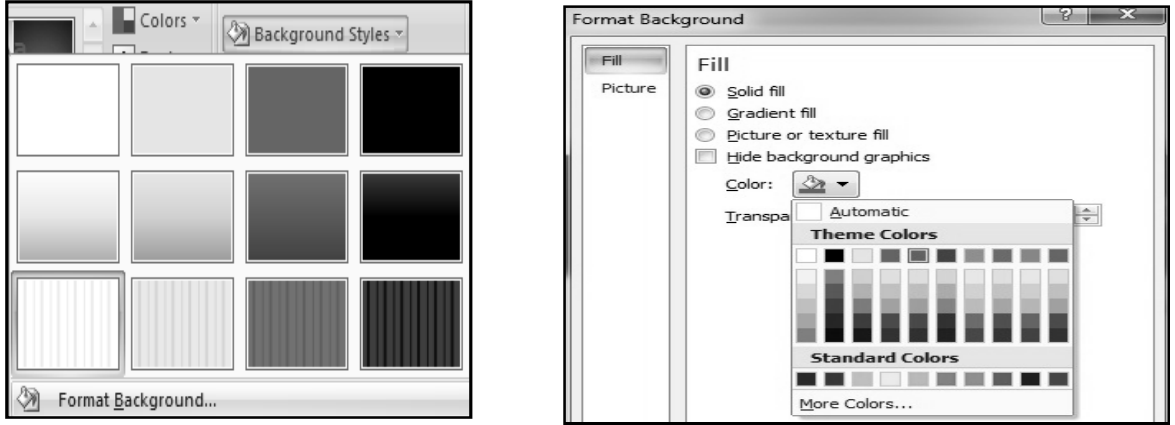 Colors
Background Styles
Format Background...
Format Background
Fill
Picture
Fill
Solid fill
Gradient fill
Picture or texture fill
Hide background graphics
Color:
Transpa
Automatic
Theme Colors
Standard Colors
More Colors...